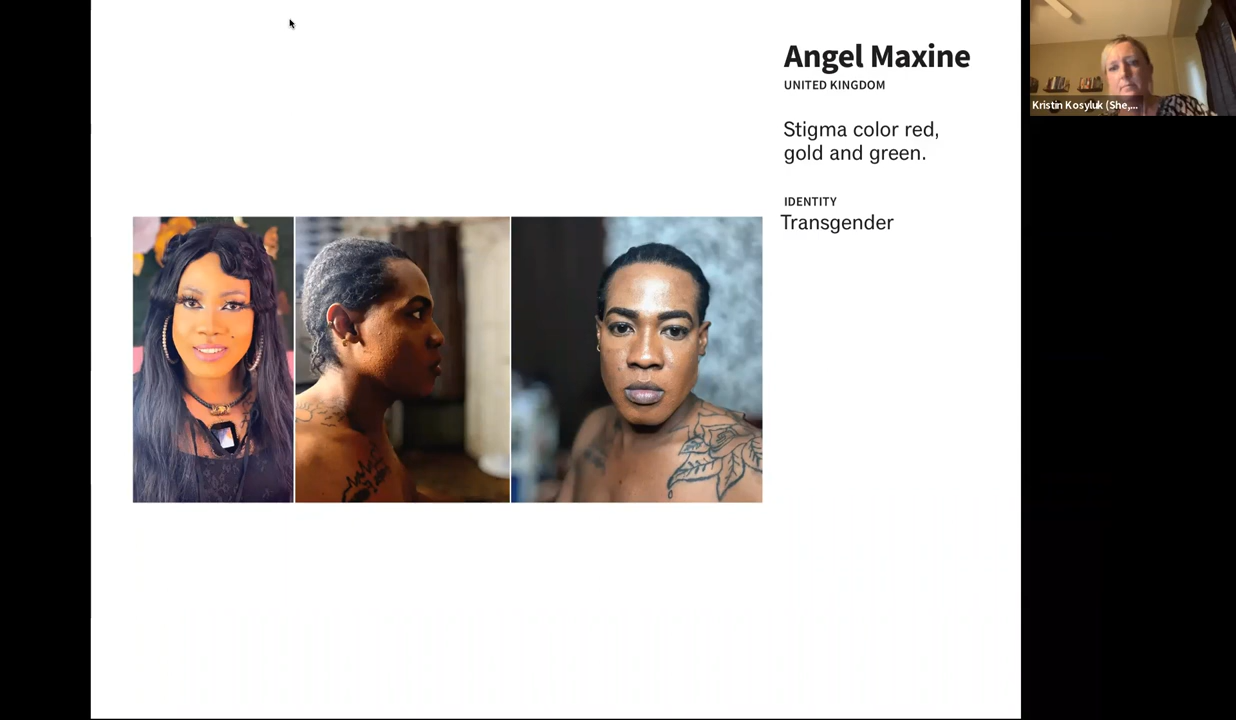 Angel Maxine
UNITED KINGDOM
Stigma color red,
gold and green.
IDENTITY
Transgender
Kristin Kosyluk (She,...